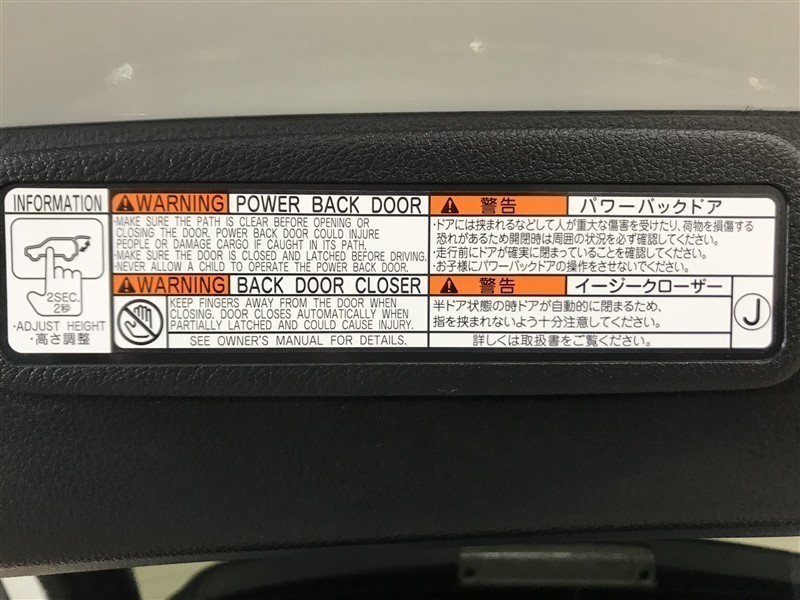 INFORMATION
2SEC.
2秒
·ADJUST HEIGHT
·高さ調整
WARNING POWER BACK DOOR
·MAKE SURE THE PATH IS CLEAR BEFORE OPENING OR
CLOSING THE DOOR. POWER BACK DOOR COULD INJURE
PEOPLE OR DAMAGE CARGO IF CAUGHT IN ITS PATH.
·MAKE SURE THE DOOR IS CLOSED AND LATCHED BEFORE DRIVING.
·NEVER ALLOW A CHILD TO OPERATE THE POWER BACK DOOR.
WARNING BACK DOOR CLOSER
KEEP FINGERS AWAY FROM THE DOOR WHEN
CLOSING. DOOR CLOSES AUTOMATICALLY WHEN
PARTIALLY LATCHED AND COULD CAUSE INJURY.
SEE OWNER'S MANUAL FOR DETAILS.
警告 パワーバックドア
·ドアには挟まれるなどして人が重大な傷害を受けたり、荷物を損傷する
恐れがあるため開閉時は周囲の状況を必ず確認してください。
·走行前にドアが確実に閉まっていることを確認してください。
·お子様にパワーバックドアの操作をさせないでください。
警告 イージークローザー
半ドア状態の時ドアが自動的に閉まるため、
指を挟まれないよう十分注意してください。
詳しくは取扱書をご覧ください。
J